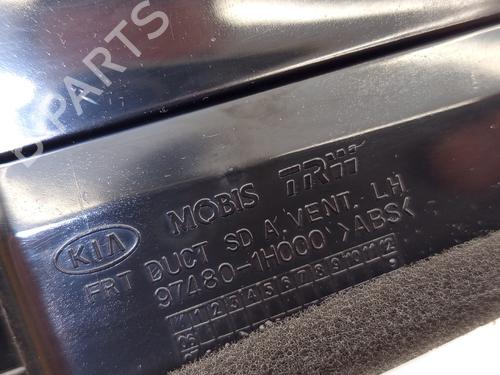 PARTS
KIA MOBIS TRW
FRT DUCT SD A.VENT. LH
97480-1H000 >ABS<
1 2 3 4 5 6 7 8 9 10 11 12